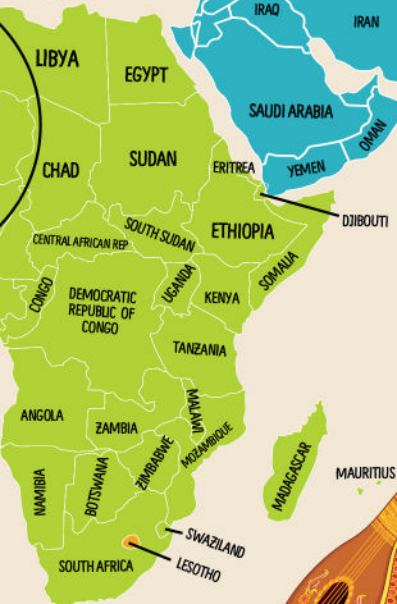 IRAQ
IRAN
LIBYA
EGYPT
SAUDI ARABIA
OMAN
CHAD
SUDAN
ERITREA
YEMEN
DJIBOUTI
CENTRAL AFRICAN REP
SOUTH SUDAN
ETHIOPIA
SOMALIA
CONGO
DEMOCRATIC
REPUBLIC OF
CONGO
UGANDA
KENYA
TANZANIA
ANGOLA
ZAMBIA
MALAWI
MOZAMBIQUE
NAMIBIA
BOTSWANA
ZIMBABWE
MADAGASCAR
MAURITIUS
SWAZILAND
LESOTHO
SOUTH AFRICA